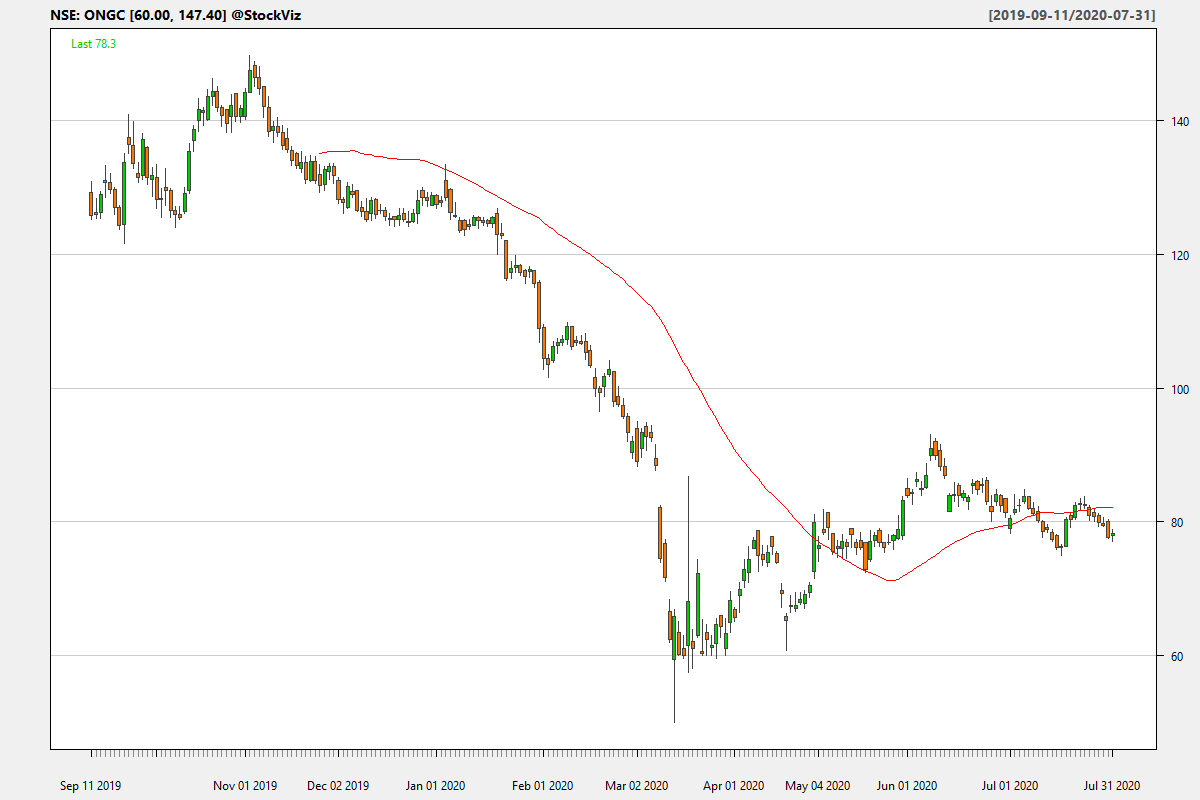 NSE: ONGC [60.00, 147.40] @StockViz [2019-09-11/2020-07-31]
Last 78.3
140
120
100
80
60
Sep 11 2019 Nov 01 2019 Dec 02 2019 Jan 01 2020 Feb 01 2020 Mar 02 2020 Apr 01 2020 May 04 2020 Jun 01 2020 Jul 01 2020 Jul 31 2020